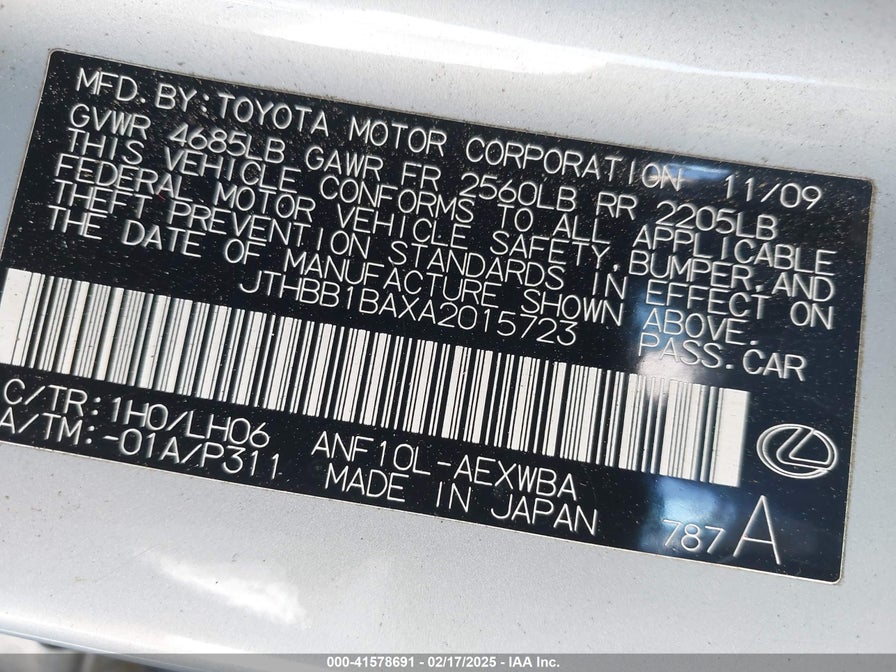 MFD. BY: TOYOTA MOTOR CORPORATION 11/09
GVWR 4685LB GAWR FR 2560LB RR 2205LB
THIS VEHICLE CONFORMS TO ALL APPLICABLE
FEDERAL MOTOR VEHICLE SAFETY, BUMPER, AND
THEFT PREVENTION STANDARDS IN EFFECT ON
THE DATE OF MANUFACTURE SHOWN ABOVE.
JTHBB1BAXA2015723 PASS. CAR
C/TR: 1H0/LH06 ANF10L-AEXWBA
A/TM: -01A/P311 MADE IN JAPAN 787 A
000-41578691 - 02/17/2025 - IAA Inc.